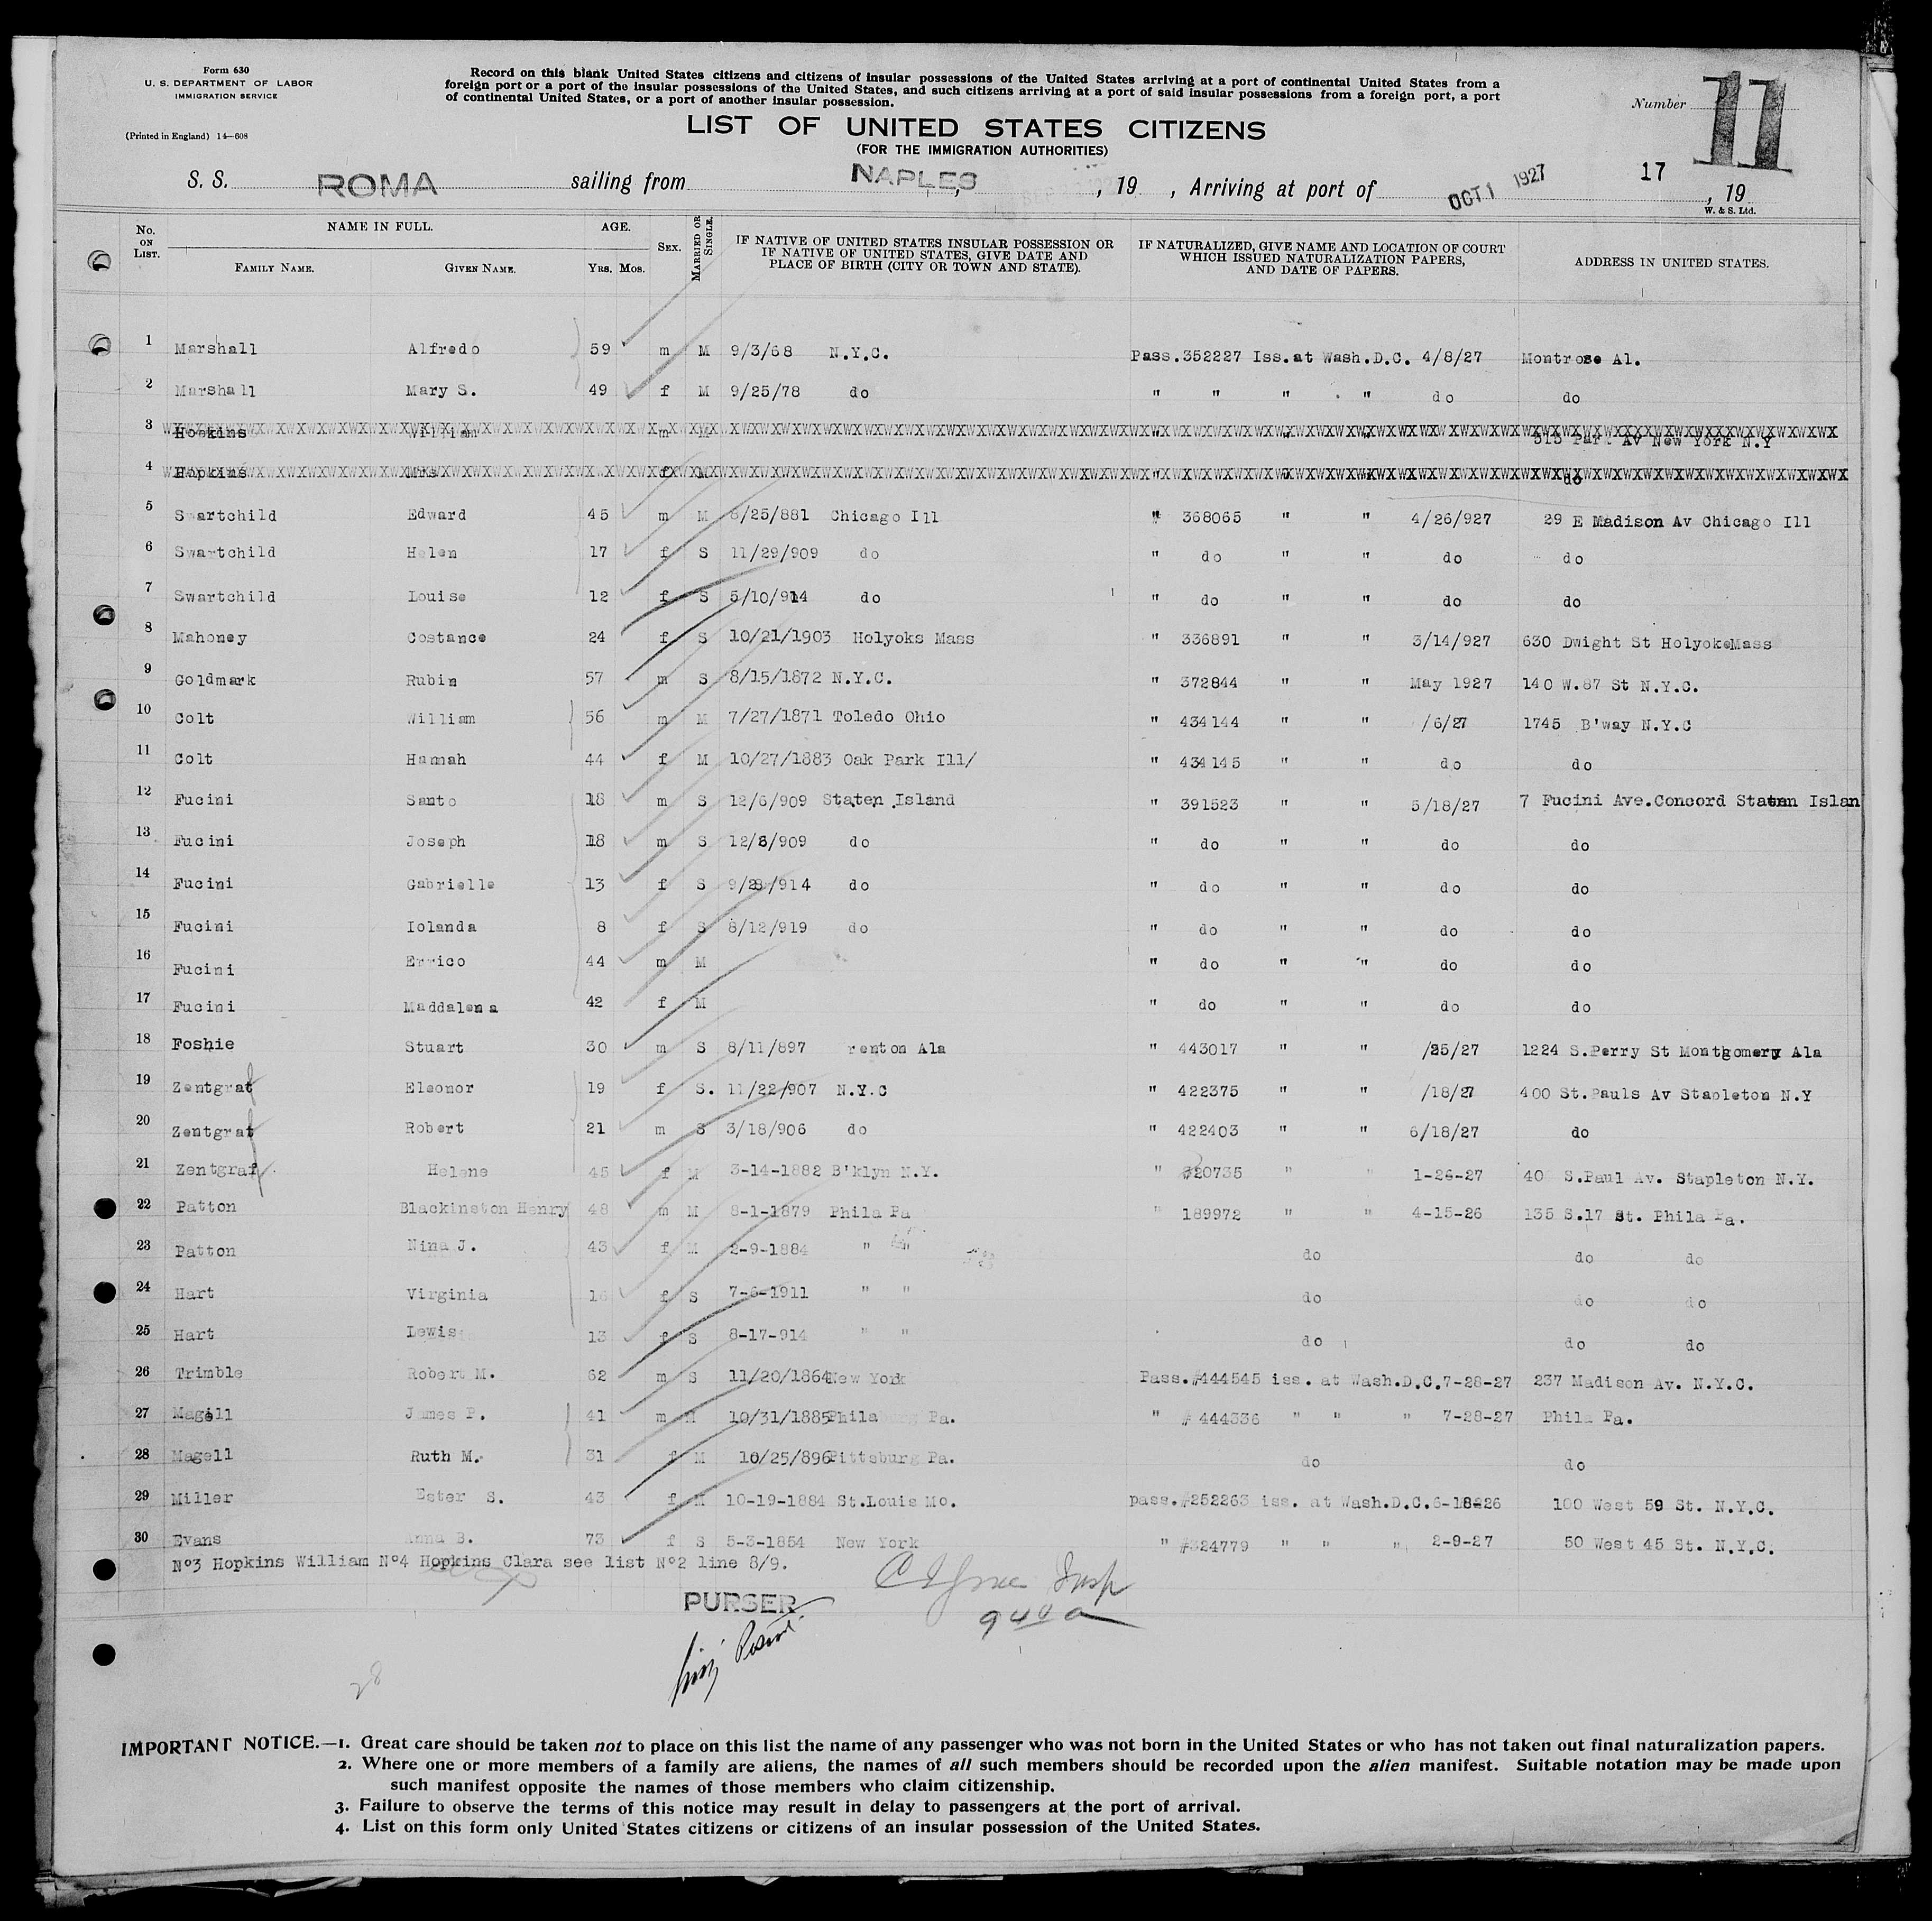 Form 630
U. S. DEPARTMENT OF LABOR
IMMIGRATION SERVICE
(Printed in England) 14—608
Record on this blank United States citizens and citizens of insular possessions of the United States arriving at a port of continental United States from a
foreign port or a port of the insular possessions of the United States, and such citizens arriving at a port of said insular possessions from a foreign port, a port
of continental United States, or a port of another insular possession.
Number 11
LIST OF UNITED STATES CITIZENS
(FOR THE IMMIGRATION AUTHORITIES)
S. S. ROMA sailing from NAPLES, 19 , Arriving at port of OCT 1 1927 17, 19
W. & S. Ltd.
No. ON LIST. NAME IN FULL. FAMILY NAME. GIVEN NAME. AGE. YRS. MOS. SEX. MARRIED OR SINGLE. IF NATIVE OF UNITED STATES INSULAR POSSESSION OR IF NATIVE OF UNITED STATES, GIVE DATE AND PLACE OF BIRTH (CITY OR TOWN AND STATE). IF NATURALIZED, GIVE NAME AND LOCATION OF COURT WHICH ISSUED NATURALIZATION PAPERS, AND DATE OF PAPERS. ADDRESS IN UNITED STATES.
1 Marshall Alfredo 59 m M 9/3/68 N.Y.C. Pass.352227 Iss.at Wash.D.C. 4/8/27 Montrose Al.
2 Marshall Mary S. 49 f M 9/25/78 do " " " " do do
3 Hopkins William m M " " " Av New York N.Y
4 Hopkins Mrs f M " " " do
5 Swartchild Edward 45 m M 8/25/881 Chicago Ill " 368065 " " 4/26/927 29 E Madison Av Chicago Ill
6 Swartchild Helen 17 f S 11/29/909 do " do " " do do
7 Swartchild Louise 12 f S 5/10/914 do " do " " do do
8 Mahoney Costance 24 f S 10/21/1903 Holyoks Mass " 336891 " " 3/14/927 630 Dwight St HolyokeMass
9 Goldmark Rubin 57 m S 8/15/1872 N.Y.C. " 372844 " " May 1927 140 W.87 St N.Y.C.
10 Colt William 56 m M 7/27/1871 Toledo Ohio " 434144 " " /6/27 1745 B'way N.Y.C
11 Colt Hannah 44 f M 10/27/1883 Oak Park Ill/ " 434145 " " do do
12 Fucini Santo 18 m S 12/6/909 Staten Island " 391523 " " 5/18/27 7 Fucini Ave.Concord Staten Islan
13 Fucini Joseph 18 m S 12/6/909 do " do " " do do
14 Fucini Gabrielle 13 f S 9/28/914 do " do " " do do
15 Fucini Iolanda 8 f S 8/12/919 do " do " " do do
16 Fucini Errico 44 m M " do " " do do
17 Fucini Maddalena 42 f M " do " " do do
18 Foshie Stuart 30 m S 8/11/897 renton Ala " 443017 " " /25/27 1224 S.Perry St Montgomery Ala
19 Zentgraf Eleonor 19 f S. 11/22/907 N.Y.C " 422375 " " /18/27 400 St.Pauls Av Stapleton N.Y
20 Zentgraf Robert 21 m S 3/18/906 do " 422403 " " 6/18/27 do
21 Zentgraf Helene 45 f M 3-14-1882 B'klyn N.Y. " 320735 " " 1-26-27 40 S.Paul Av. Stapleton N.Y.
22 Patton Blackinston Henry 48 m M 8-1-1879 Phila Pa " 189972 " " 4-15-26 135 S.17 St. Phila Pa.
23 Patton Nina J. 43 f M 2-9-1884 " " do do do
24 Hart Virginia 16 f S 7-6-1911 " " do do do
25 Hart Lewis 13 f S 8-17-914 " " do do do
26 Trimble Robert M. 62 m S 11/20/1864 New York Pass.#444545 iss. at Wash.D.C.7-28-27 237 Madison Av. N.Y.C.
27 Magell James P. 41 m M 10/31/1885 Phila Pa. " #444336 " " " 7-28-27 Phila Pa.
28 Magell Ruth M. 31 f M 10/25/896 Pittsburg Pa. do do
29 Miller Ester S. 43 f M 10-19-1884 St.Louis Mo. pass.#252263 iss. at Wash.D.C.6-18-26 100 West 59 St. N.Y.C.
30 Evans Anna B. 73 f S 5-3-1854 New York " #324779 " " " 2-9-27 50 West 45 St. N.Y.C.
N°3 Hopkins William N°4 Hopkins Clara see list N°2 line 8/9.
PURSER
Insp
28
IMPORTANT NOTICE.—1. Great care should be taken not to place on this list the name of any passenger who was not born in the United States or who has not taken out final naturalization papers.
2. Where one or more members of a family are aliens, the names of all such members should be recorded upon the alien manifest. Suitable notation may be made upon
such manifest opposite the names of those members who claim citizenship.
3. Failure to observe the terms of this notice may result in delay to passengers at the port of arrival.
4. List on this form only United States citizens or citizens of an insular possession of the United States.